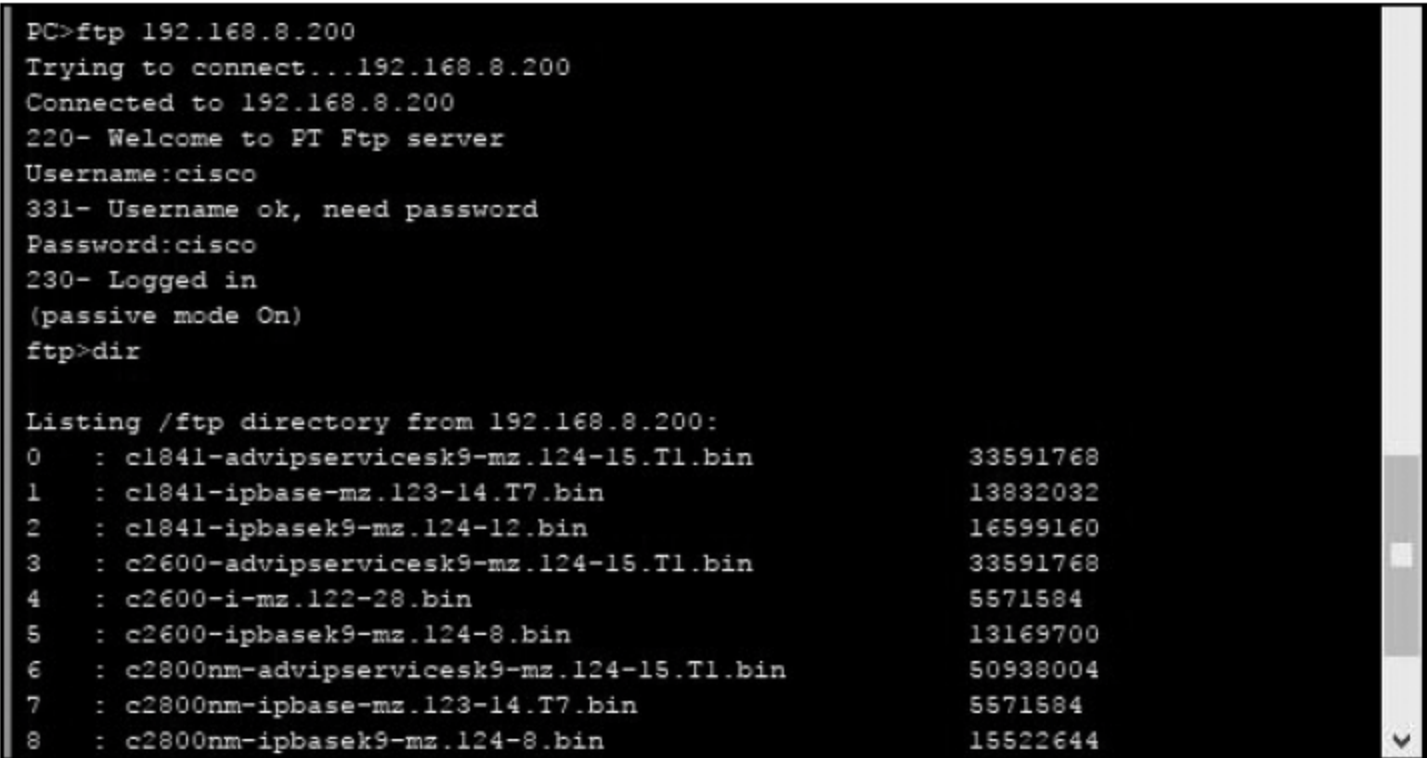 PC>ftp 192.168.8.200
Trying to connect...192.168.8.200
Connected to 192.168.8.200
220- Welcome to PT Ftp server
Username:cisco
331- Username ok, need password
Password:cisco
230- Logged in
(passive mode On)
ftp>dir
Listing /ftp directory from 192.168.8.200:
0 : c1841-advipservicesk9-mz.124-15.T1.bin 33591768
1 : c1841-ipbase-mz.123-14.T7.bin 13832032
2 : c1841-ipbasek9-mz.124-12.bin 16599160
3 : c2600-advipservicesk9-mz.124-15.T1.bin 33591768
4 : c2600-i-mz.122-28.bin 5571584
5 : c2600-ipbasek9-mz.124-8.bin 13169700
6 : c2800nm-advipservicesk9-mz.124-15.T1.bin 50938004
7 : c2800nm-ipbase-mz.123-14.T7.bin 5571584
8 : c2800nm-ipbasek9-mz.124-8.bin 15522644